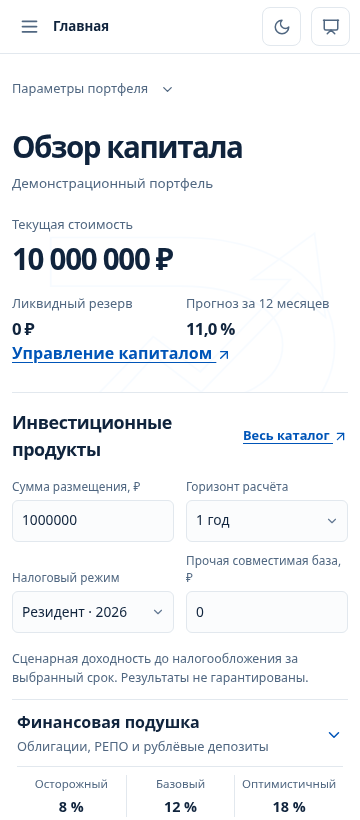 Главная
Параметры портфеля
Обзор капитала
Демонстрационный портфель
Текущая стоимость
10 000 000 ₽
Ликвидный резерв
0 ₽
Прогноз за 12 месяцев
11,0 %
Управление капиталом
Инвестиционные
продукты
Весь каталог
Сумма размещения, ₽
1000000
Горизонт расчёта
1 год
Налоговый режим
Резидент · 2026
Прочая совместимая база,
₽
0
Сценарная доходность до налогообложения за
выбранный срок. Результаты не гарантированы.
Финансовая подушка
Облигации, РЕПО и рублёвые депозиты
Осторожный
8 %
Базовый
12 %
Оптимистичный
18 %